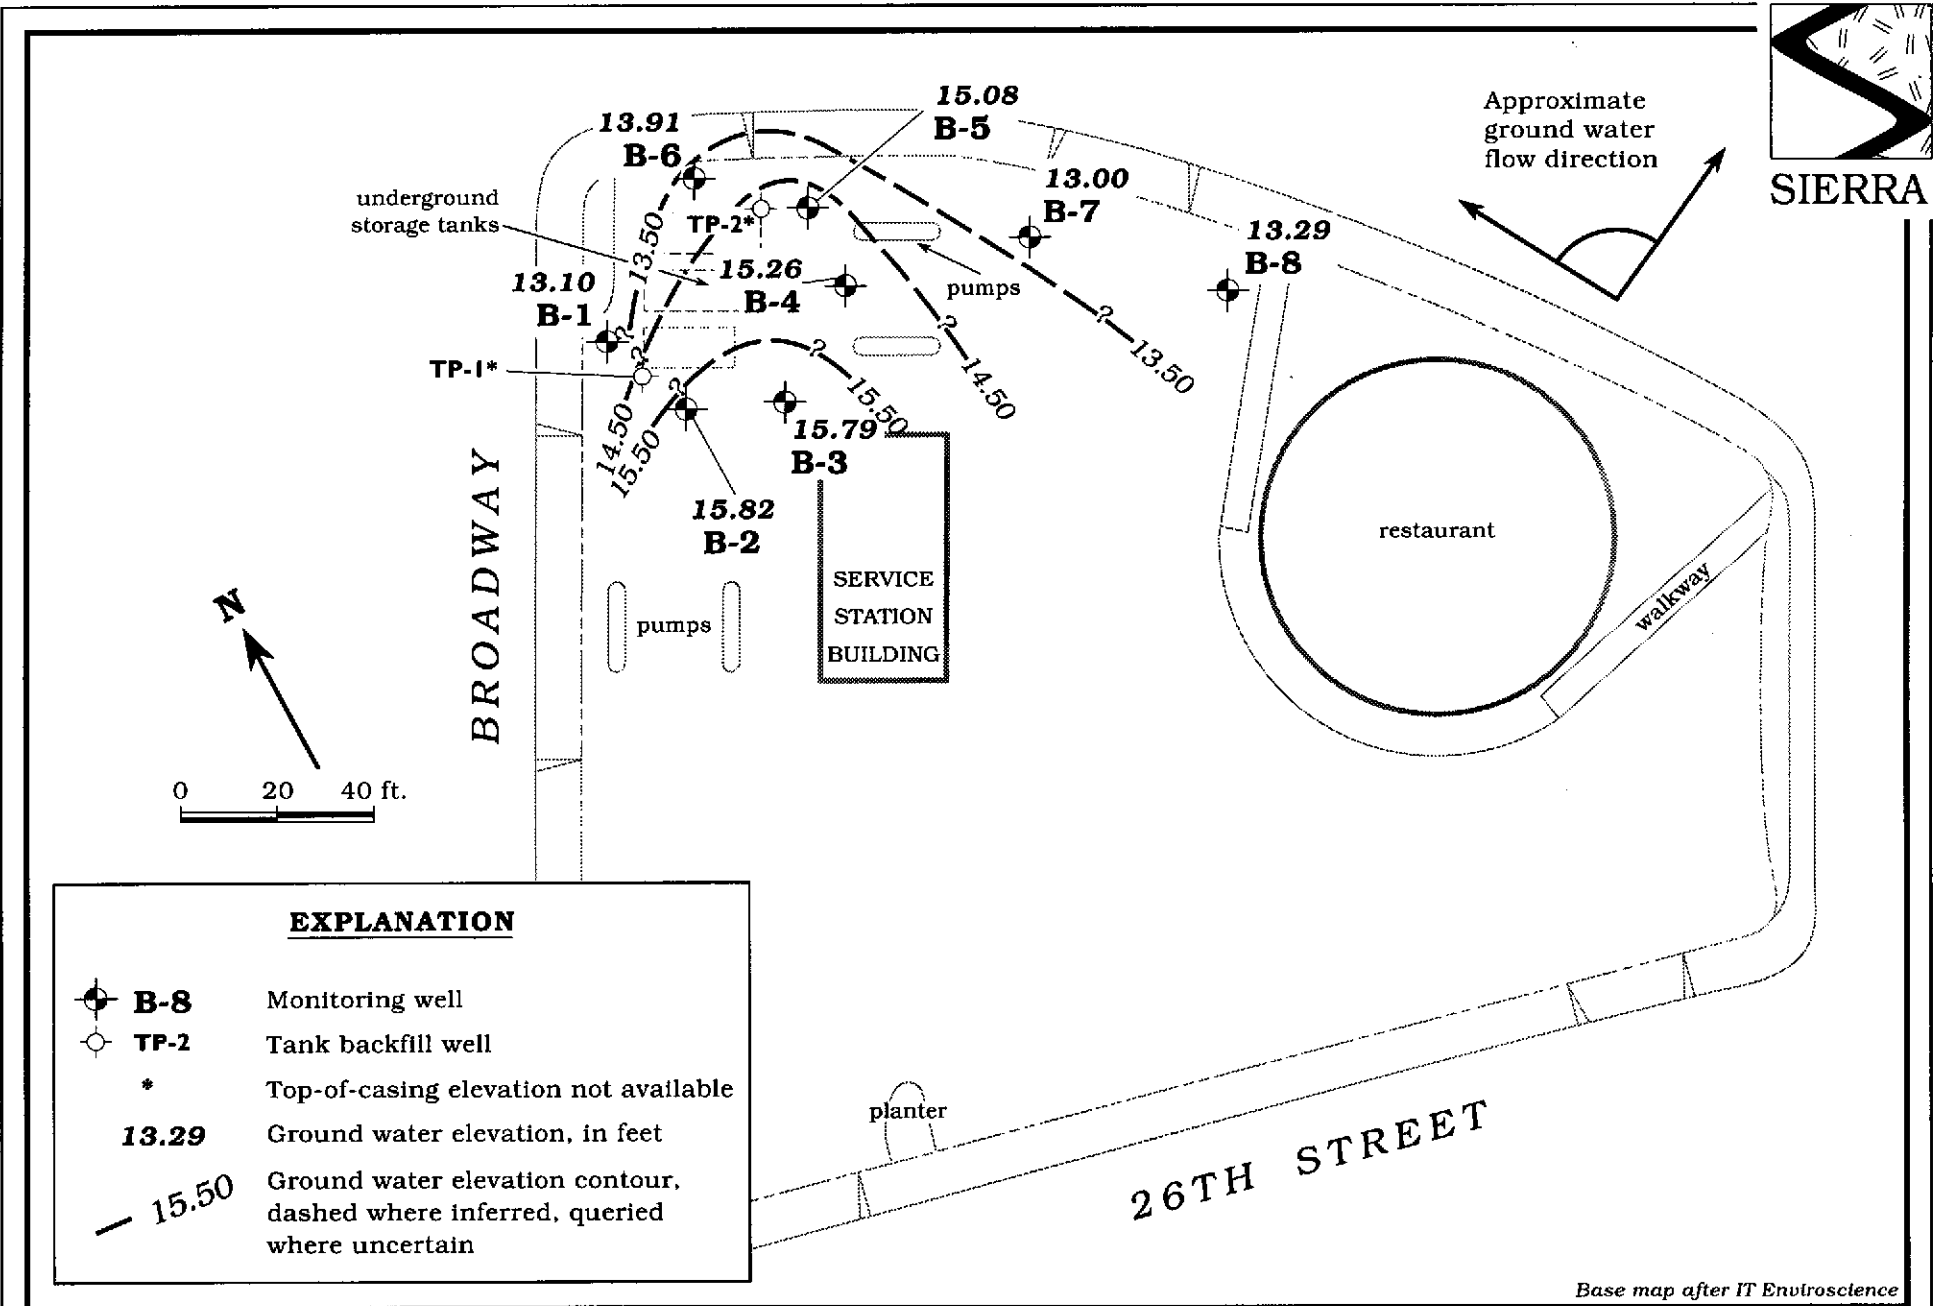 SIERRA
Approximate
ground water
flow direction
13.91
B-6
15.08
B-5
13.00
B-7
13.29
B-8
underground
storage tanks
TP-2*
13.50
15.26
B-4
pumps
13.10
B-1
?
?
?
?
13.50
14.50
TP-1*
?
?
15.50
14.50
15.50
15.79
B-3
15.82
B-2
BROADWAY
N
0 20 40 ft.
pumps
SERVICE
STATION
BUILDING
restaurant
walkway
EXPLANATION
B-8 Monitoring well
TP-2 Tank backfill well
* Top-of-casing elevation not available
13.29 Ground water elevation, in feet
15.50 Ground water elevation contour,
dashed where inferred, queried
where uncertain
planter
26TH STREET
Base map after IT Enviroscience